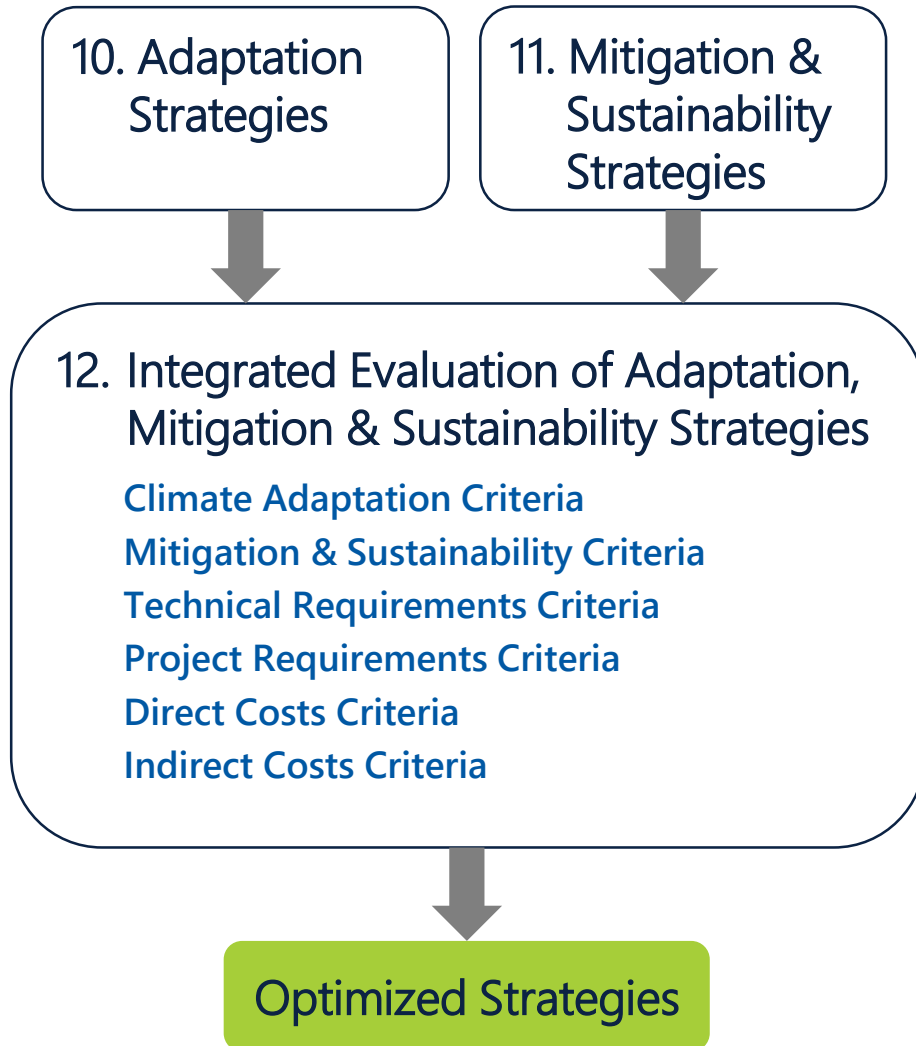 10. Adaptation
Strategies
11. Mitigation &
Sustainability
Strategies
12. Integrated Evaluation of Adaptation,
Mitigation & Sustainability Strategies
Climate Adaptation Criteria
Mitigation & Sustainability Criteria
Technical Requirements Criteria
Project Requirements Criteria
Direct Costs Criteria
Indirect Costs Criteria
Optimized Strategies